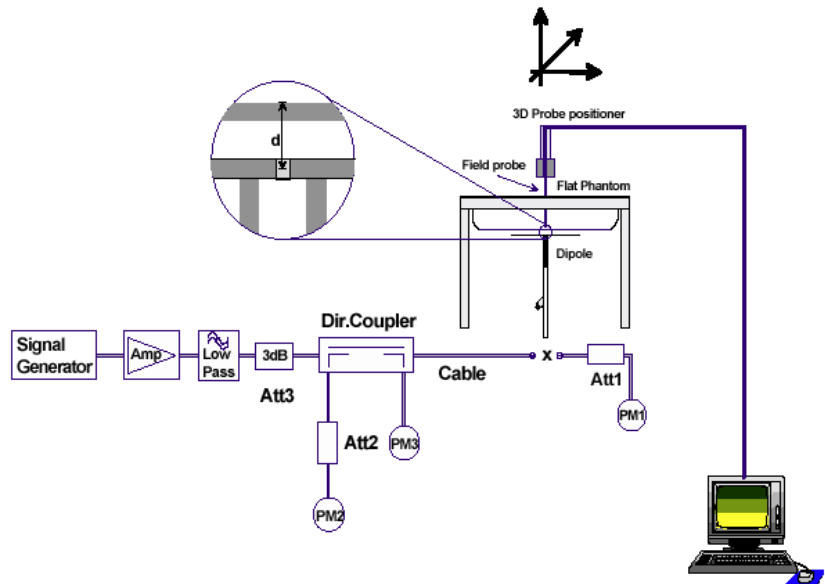 3D Probe positioner
d
Field probe
Flat Phantom
Dipole
Dir.Coupler
Signal
Generator
Amp
Low
Pass
3dB
Att3
Cable
x
Att1
PM1
Att2
PM3
PM2